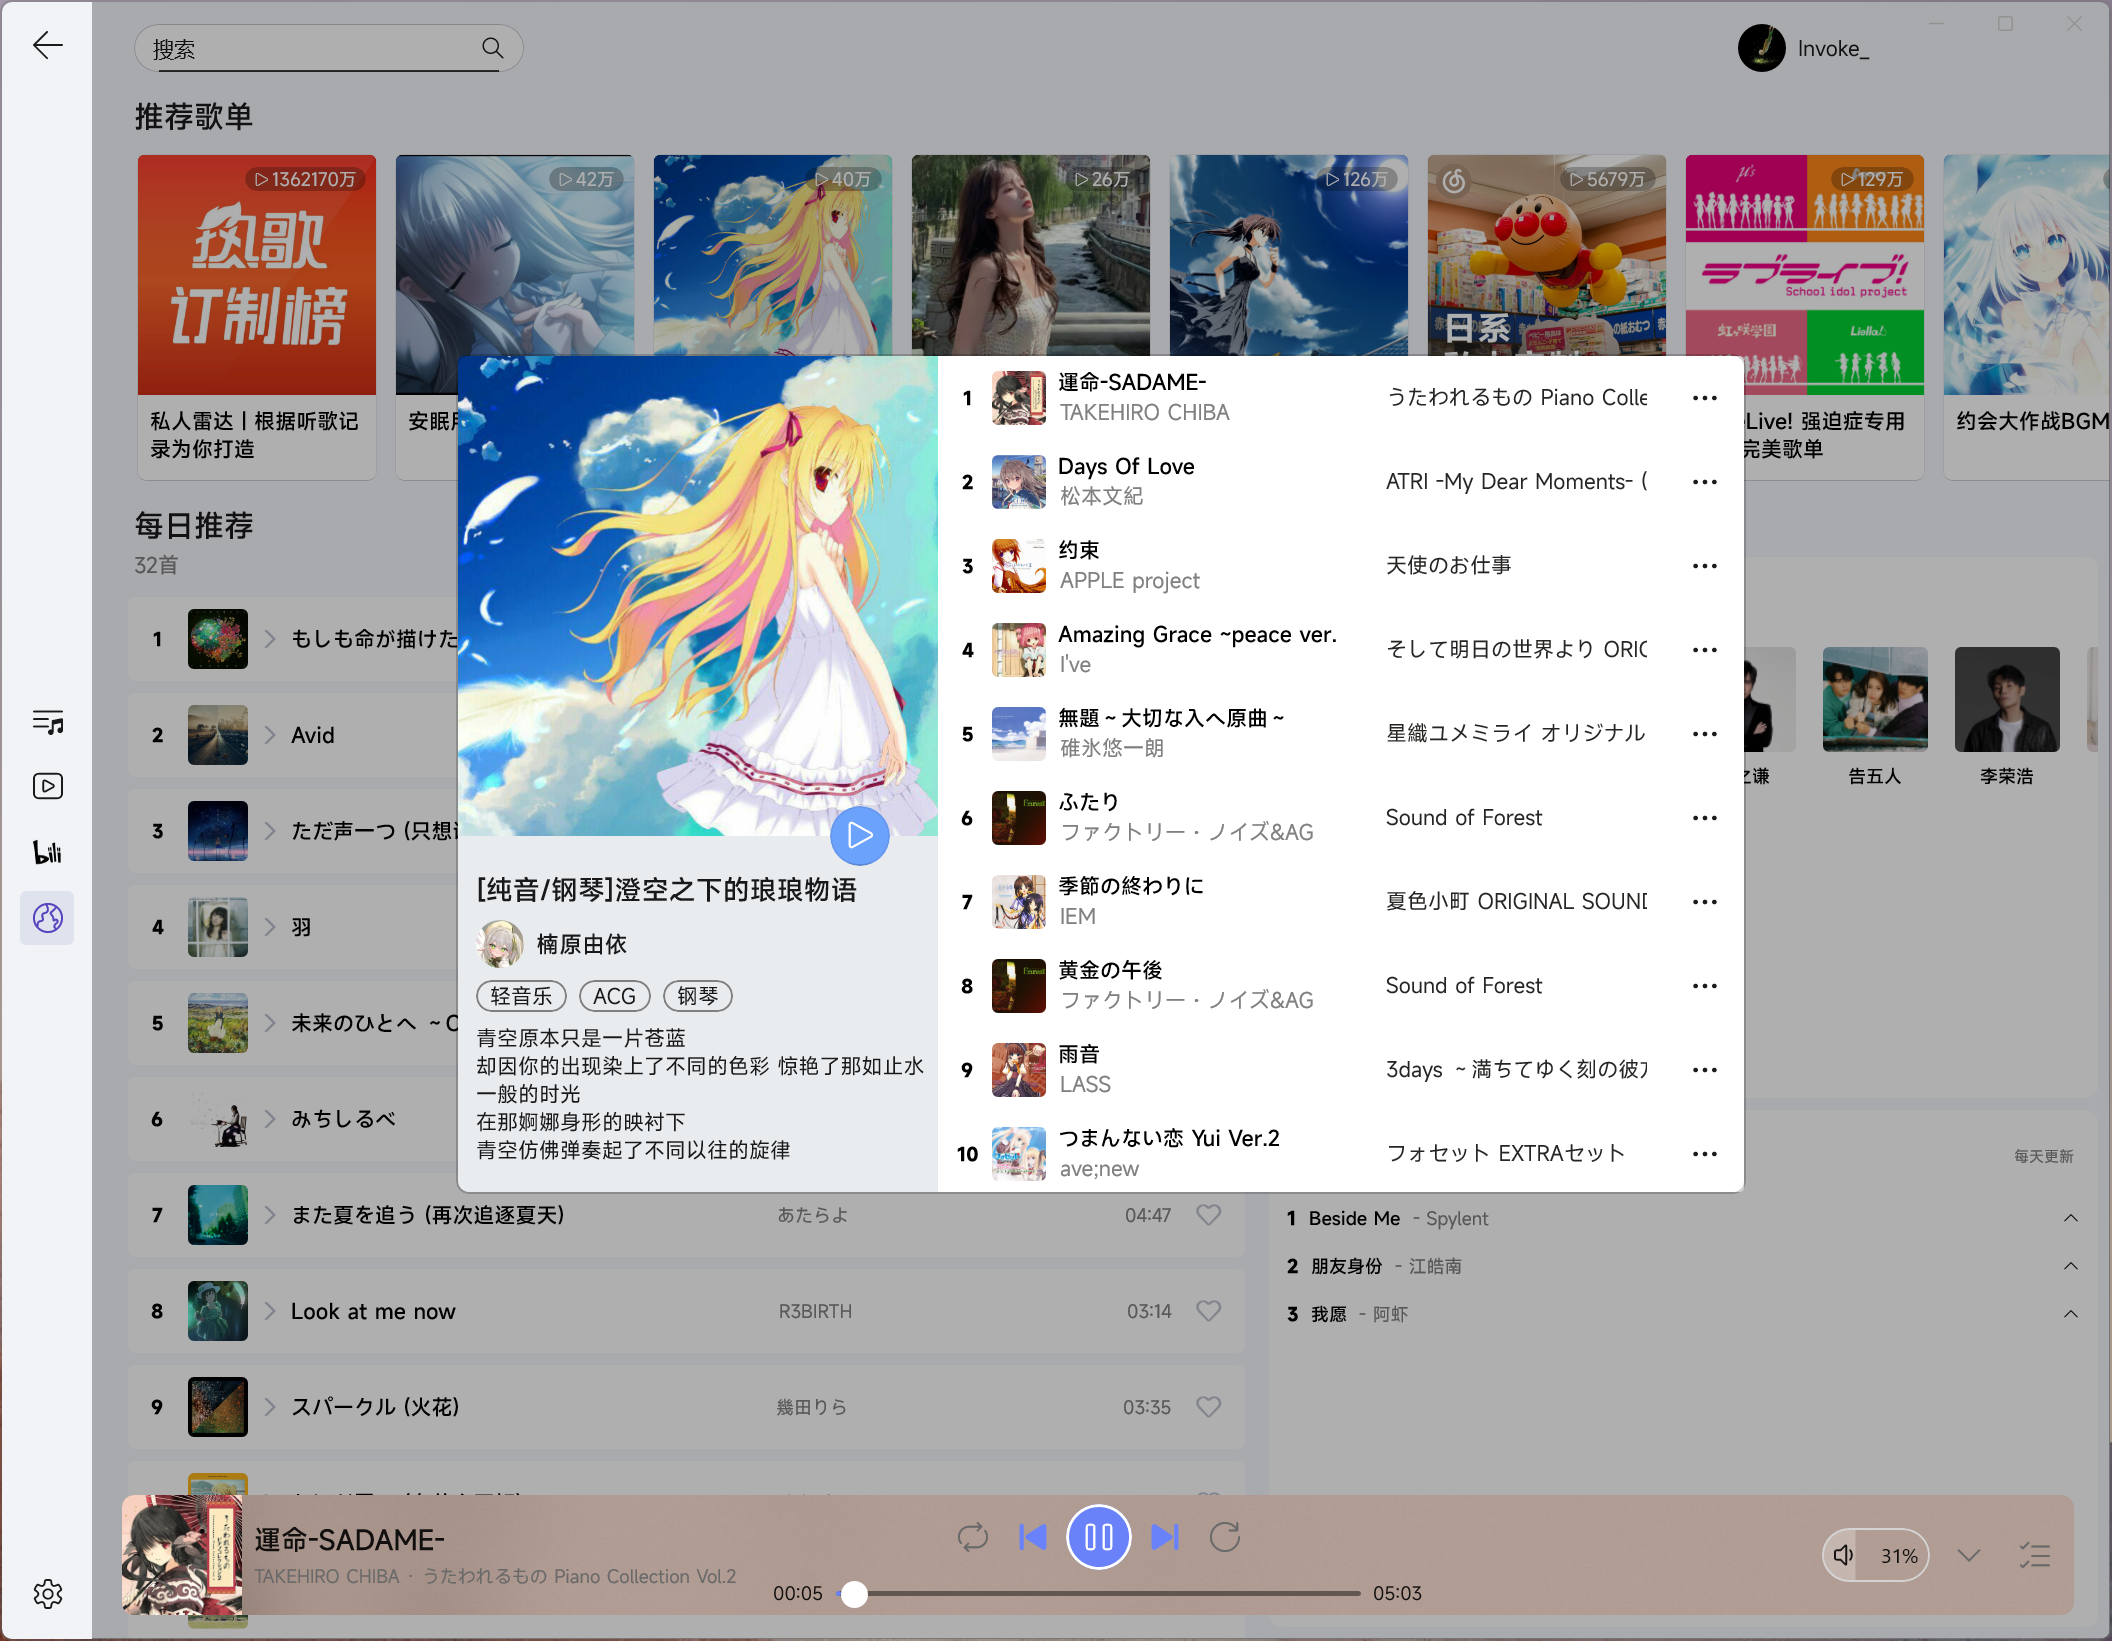 搜索
Invoke_
推荐歌单
1362170万
热歌
订制榜
私人雷达丨根据听歌记
录为你打造
42万
安眠
40万
26万
126万
5679万
日系
129万
μ's
ラブライブ!
School idol project
虹ヶ咲学園
Liella!
Live! 强迫症专用
完美歌单
约会大作战BGM
每日推荐
32首
1
もしも命が描けた
2
Avid
3
ただ声一つ (只想
4
羽
5
未来のひとへ ~
6
みちしるべ
7
また夏を追う (再次追逐夏天)
あたらよ
04:47
8
Look at me now
R3BIRTH
03:14
9
スパークル (火花)
幾田りら
03:35
[纯音/钢琴]澄空之下的琅琅物语
楠原由依
轻音乐
ACG
钢琴
青空原本只是一片苍蓝
却因你的出现染上了不同的色彩 惊艳了那如止水
一般的时光
在那婀娜身形的映衬下
青空仿佛弹奏起了不同以往的旋律
1
運命-SADAME-
TAKEHIRO CHIBA
うたわれるもの Piano Colle
2
Days Of Love
松本文紀
ATRI -My Dear Moments- (
3
约束
APPLE project
天使のお仕事
4
Amazing Grace ~peace ver.
I've
そして明日の世界より ORIG
5
無題～大切な入へ原曲～
碓氷悠一朗
星織ユメミライ オリジナル
6
ふたり
ファクトリー・ノイズ&AG
Sound of Forest
7
季節の終わりに
IEM
夏色小町 ORIGINAL SOUND
8
黄金の午後
ファクトリー・ノイズ&AG
Sound of Forest
9
雨音
LASS
3days ～満ちてゆく刻の彼方
10
つまんない恋 Yui Ver.2
ave;new
フォセット EXTRAセット
之谦
告五人
李荣浩
每天更新
1 Beside Me - Spylent
2 朋友身份 - 江皓南
3 我愿 - 阿虾
運命-SADAME-
TAKEHIRO CHIBA · うたわれるもの Piano Collection Vol.2
00:05
05:03
31%
bili